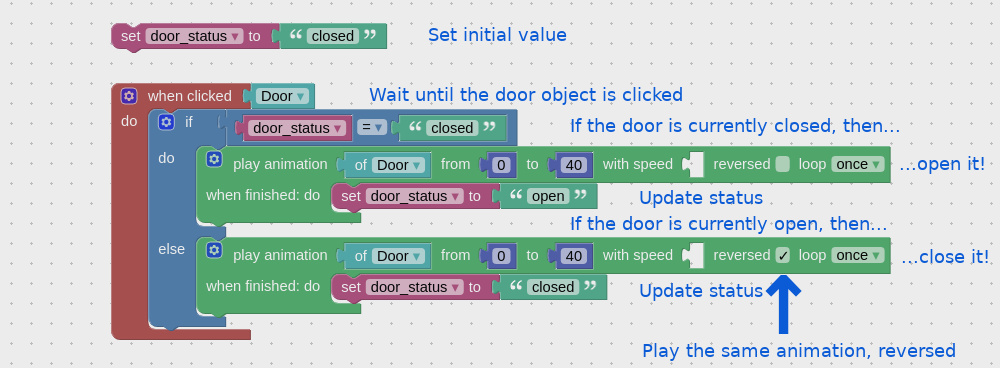 set door_status ▾ to “ closed ” Set initial value
when clicked Door ▾ Wait until the door object is clicked
do if door_status ▾ = ▾ “ closed ” If the door is currently closed, then...
do play animation of Door ▾ from 0 to 40 with speed reversed loop once ▾ ...open it!
when finished: do set door_status ▾ to “ open ” Update status
If the door is currently open, then...
else play animation of Door ▾ from 0 to 40 with speed reversed ✓ loop once ▾ ...close it!
when finished: do set door_status ▾ to “ closed ” Update status
Play the same animation, reversed